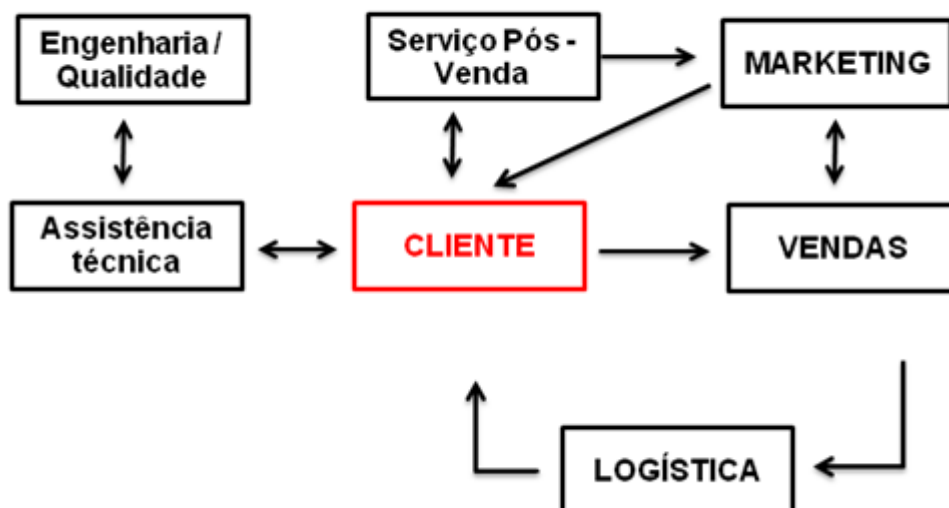 Engenharia /
Qualidade
Serviço Pós -
Venda
MARKETING
Assistência
técnica
CLIENTE
VENDAS
LOGÍSTICA